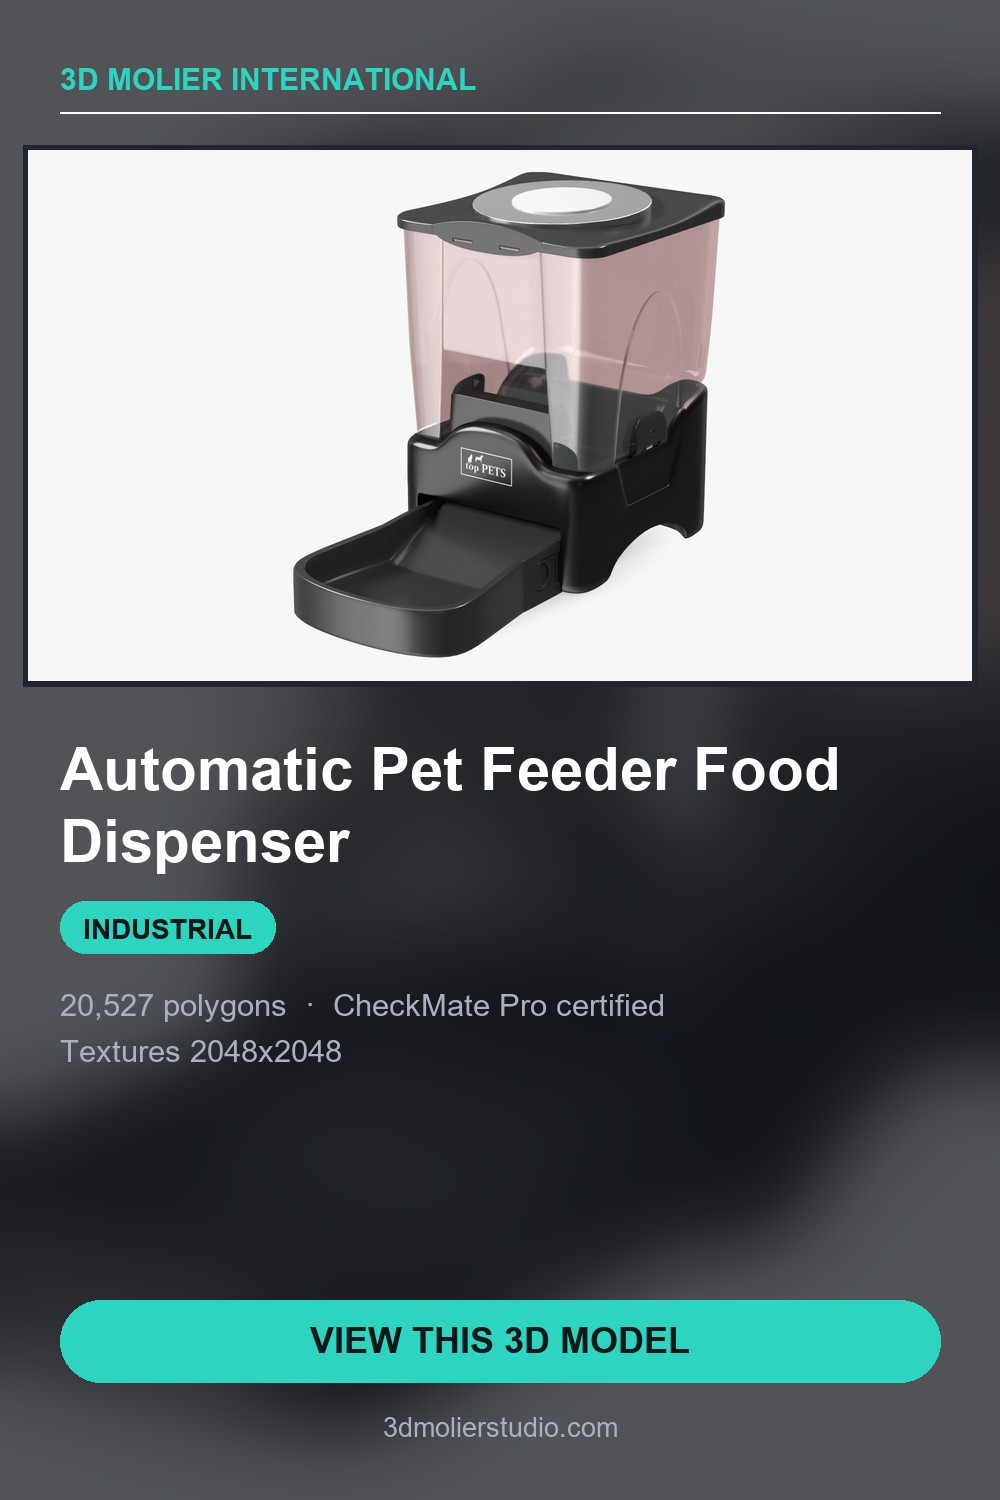 3D MOLIER INTERNATIONAL
top PETS
Automatic Pet Feeder Food
Dispenser
INDUSTRIAL
20,527 polygons · CheckMate Pro certified
Textures 2048x2048
VIEW THIS 3D MODEL
3dmolierstudio.com